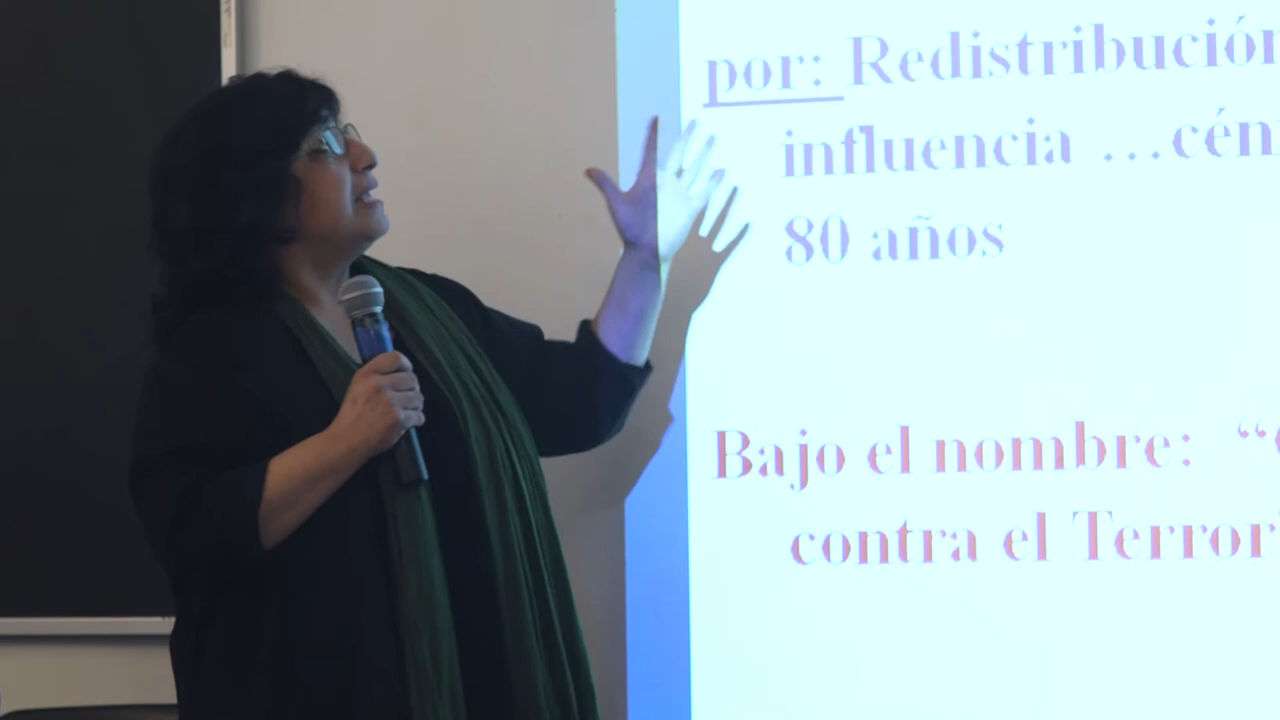 por: Redistribución
influencia ...cén
80 años
Bajo el nombre: “
contra el Terror